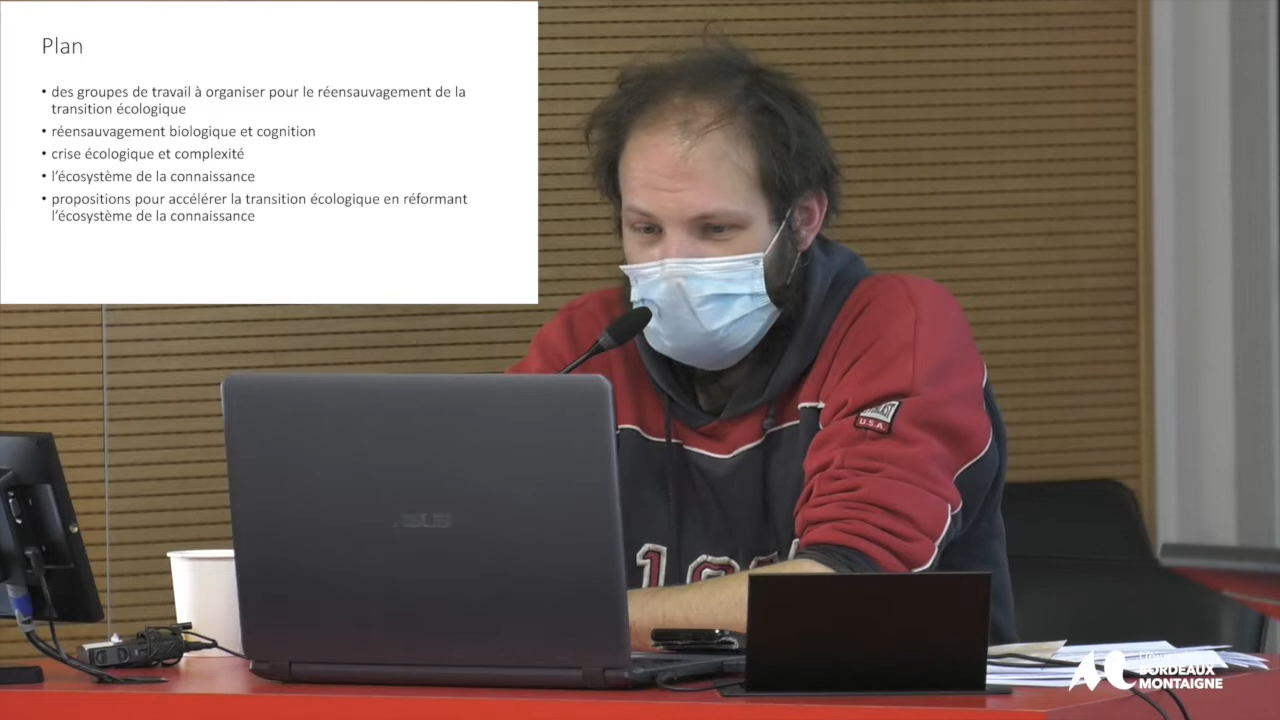 Plan
• des groupes de travail à organiser pour le réensauvagement de la
transition écologique
• réensauvagement biologique et cognition
• crise écologique et complexité
• l'écosystème de la connaissance
• propositions pour accélérer la transition écologique en réformant
l'écosystème de la connaissance
U.S.A.
ASUS
BORDEAUX
MONTAIGNE